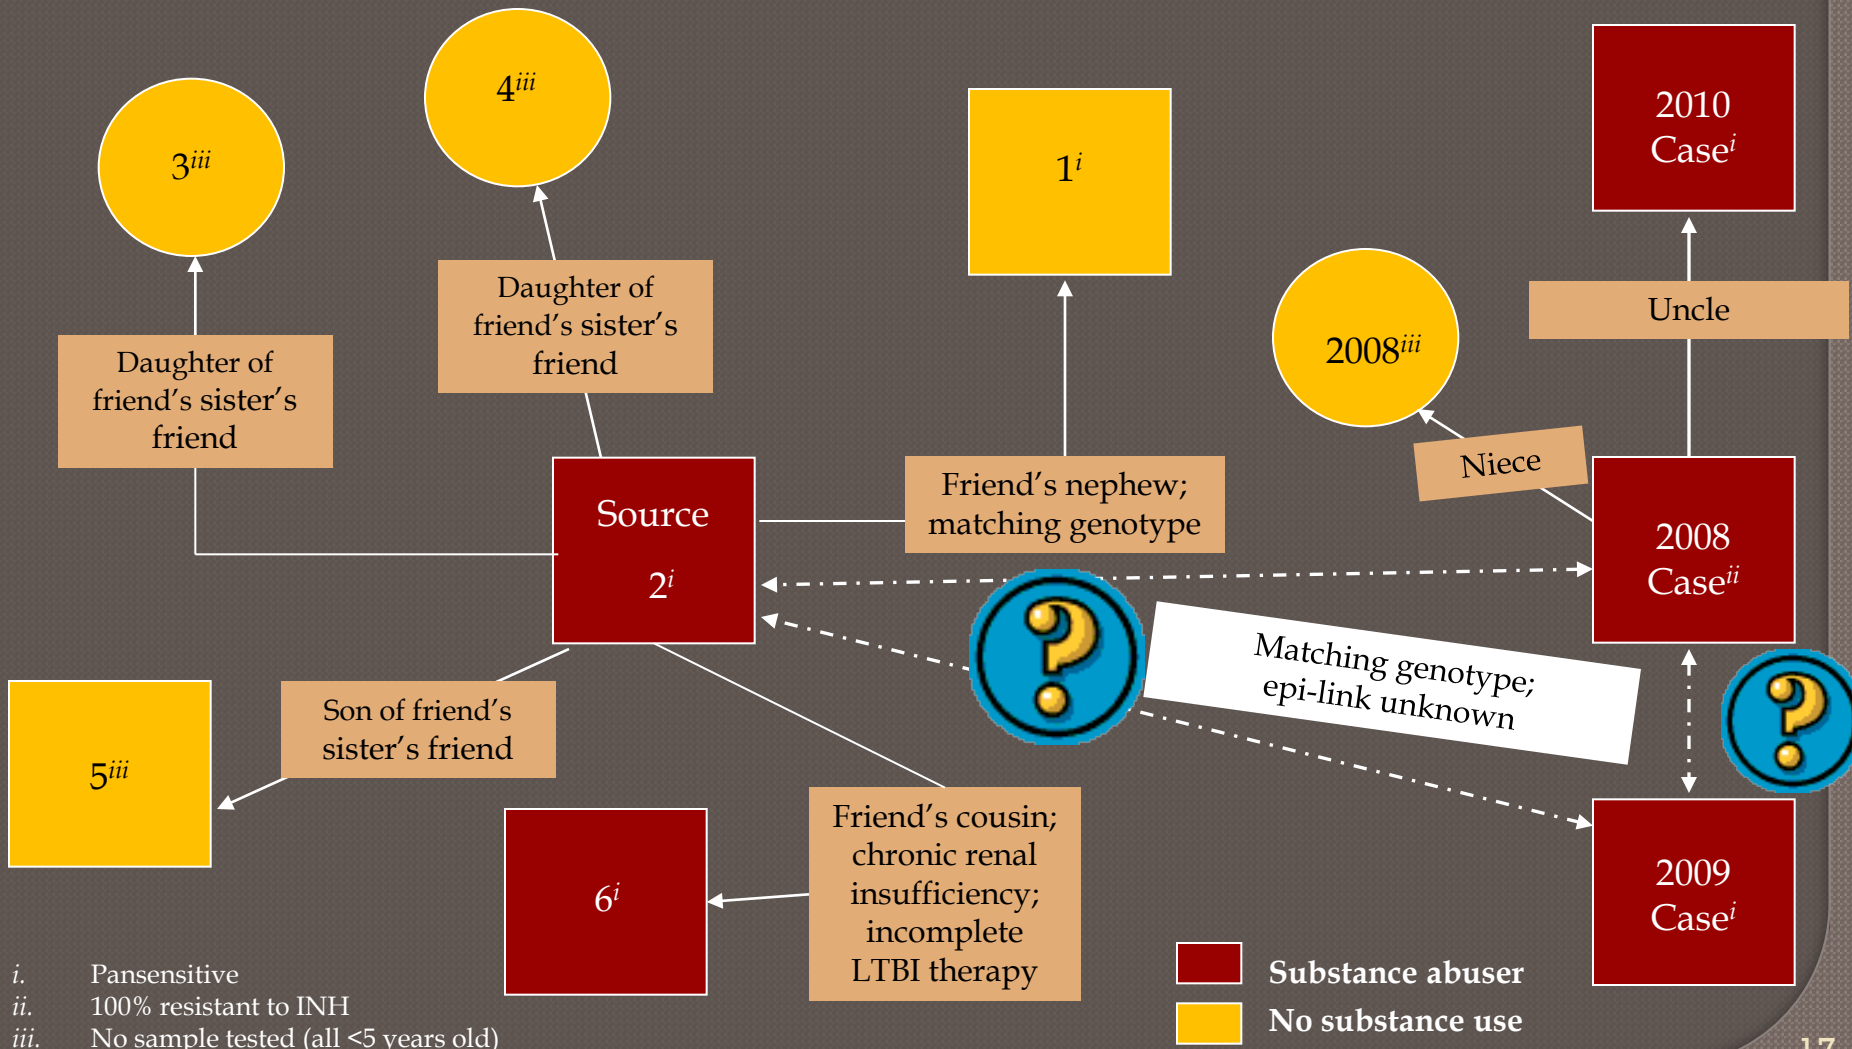 4iii
3iii
1i
2010
Casei
Daughter of
friend's sister's
friend
Daughter of
friend's sister's
friend
2008iii
Uncle
Niece
Source
2i
Friend's nephew;
matching genotype
2008
Caseii
Matching genotype;
epi-link unknown
5iii
Son of friend's
sister's friend
6i
Friend's cousin;
chronic renal
insufficiency;
incomplete
LTBI therapy
2009
Casei
i. Pansensitive
ii. 100% resistant to INH
iii. No sample tested (all <5 years old)
Substance abuser
No substance use
17